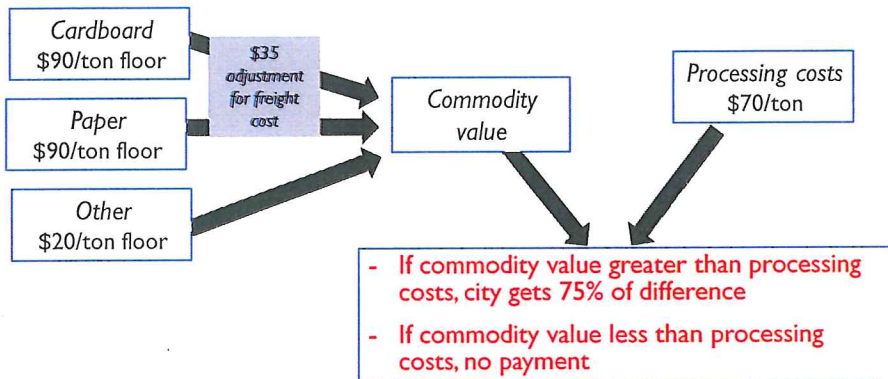 Cardboard
$90/ton floor
$35
adjustment
for freight
cost
Paper
$90/ton floor
Other
$20/ton floor
Commodity
value
Processing costs
$70/ton
- If commodity value greater than processing
costs, city gets 75% of difference
- If commodity value less than processing
costs, no payment